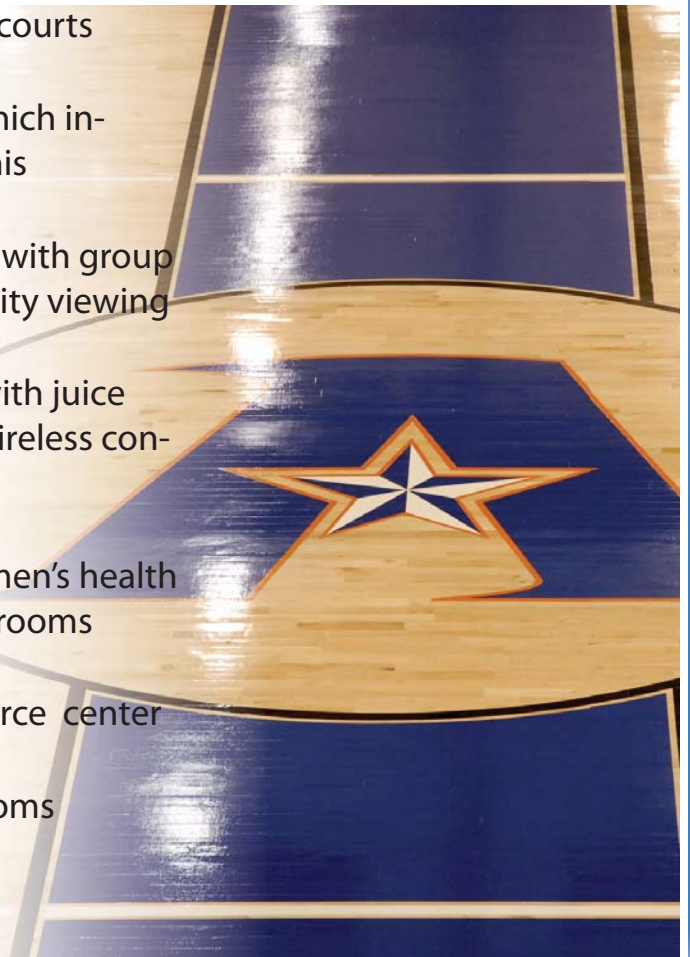 courts
hich in-
nis
with group
ity viewing
ith juice
ireless con-
nen's health
rooms
rce center
oms